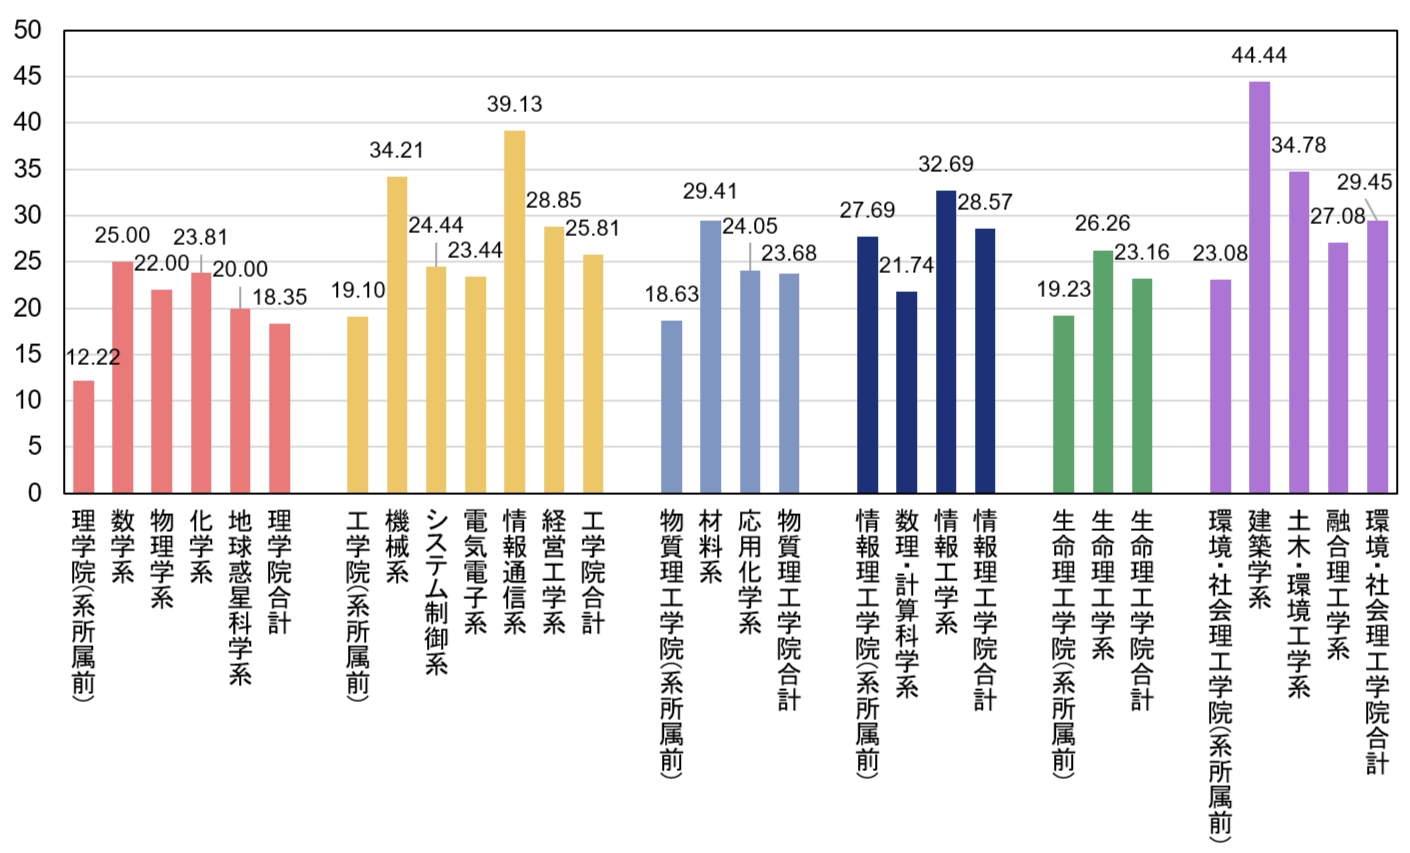 50
45
40
35
30
25
20
15
10
5
0
12.22
25.00
22.00
23.81
20.00
18.35
19.10
34.21
24.44
23.44
39.13
28.85
25.81
18.63
29.41
24.05
23.68
27.69
21.74
32.69
28.57
19.23
26.26
23.16
23.08
44.44
34.78
27.08
29.45
理学院(系所属前)
数学系
物理学系
化学系
地球惑星科学系
理学院合計
工学院(系所属前)
機械系
システム制御系
電気電子系
情報通信系
経営工学系
工学院合計
物質理工学院(系所属前)
材料系
応用化学系
物質理工学院合計
情報理工学院(系所属前)
数理・計算科学系
情報工学系
情報理工学院合計
生命理工学院(系所属前)
生命理工学系
生命理工学院合計
環境・社会理工学院(系所属前)
建築学系
土木・環境工学系
融合理工学系
環境・社会理工学院合計